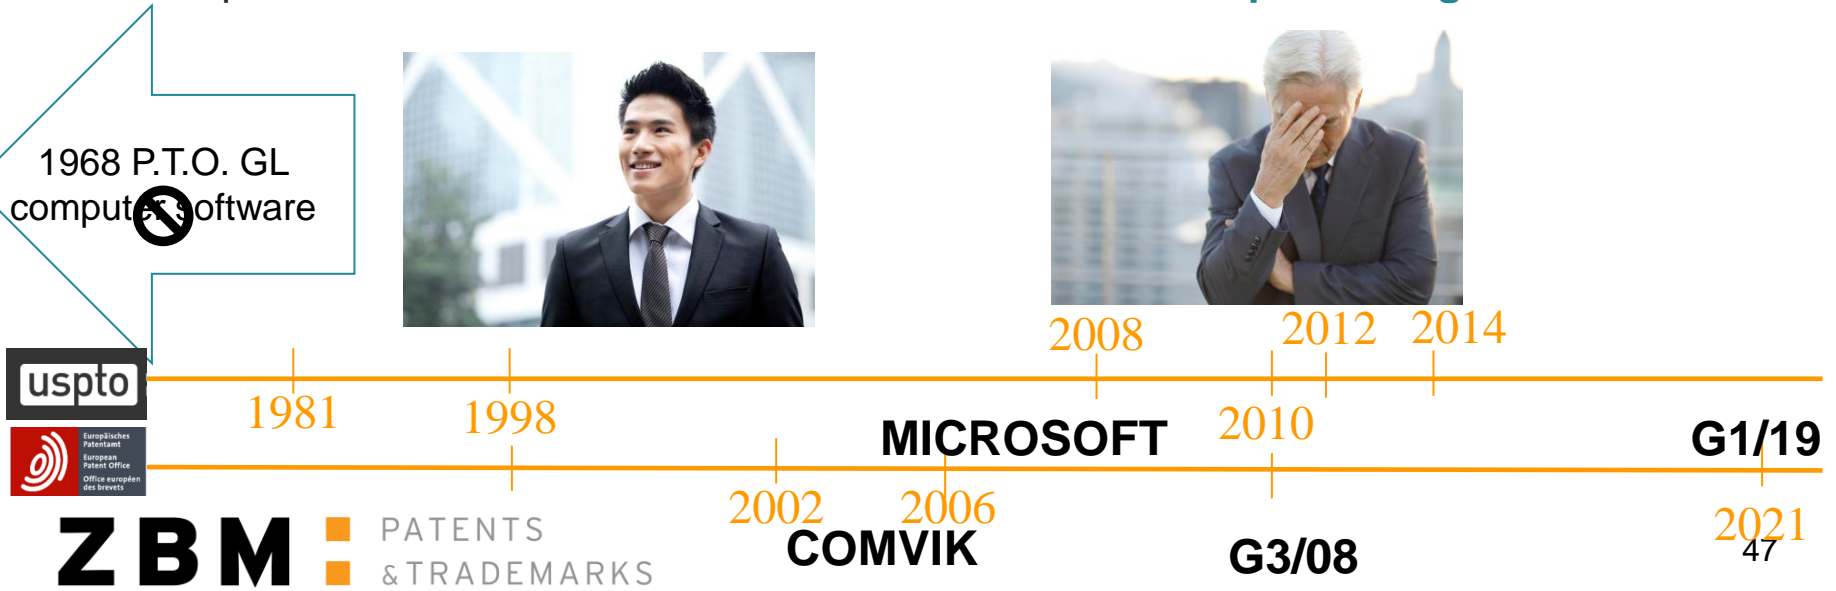 1968 P.T.O. GL
computer software
2008
2012
2014
uspto
1981
1998
MICROSOFT
2010
G1/19
Europäisches
Patentamt
European
Patent Office
Office européen
des brevets
2002
2006
2021
ZBM
PATENTS
&TRADEMARKS
COMVIK
G3/08
47